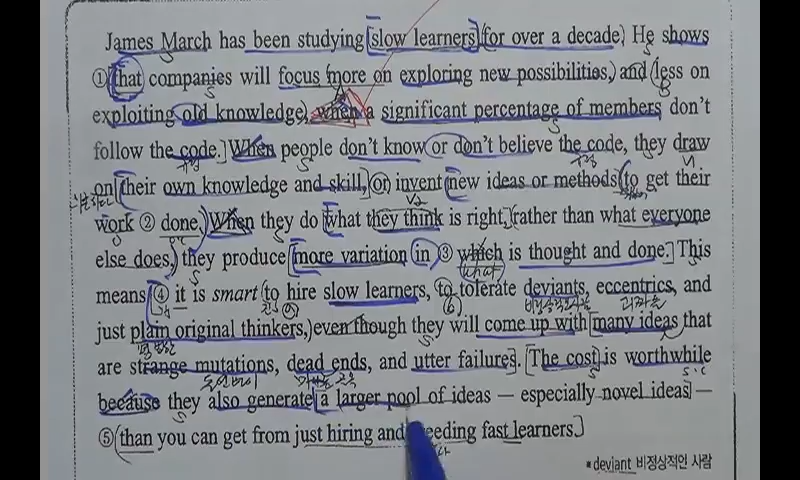 James March has been studying slow learners for over a decade. He shows
① that companies will focus more on exploring new possibilities, and less on
exploiting old knowledge, when a significant percentage of members don't
follow the code. When people don't know or don't believe the code, they draw
on their own knowledge and skill, or invent new ideas or methods to get their
work ② done. When they do what they think is right, rather than what everyone
else does, they produce more variation in ③ which is thought and done. This
means ④ it is smart to hire slow learners, to tolerate deviants, eccentrics, and
just plain original thinkers, even though they will come up with many ideas that
are strange mutations, dead ends, and utter failures. The cost is worthwhile
because they also generate a larger pool of ideas — especially novel ideas —
⑤ than you can get from just hiring and breeding fast learners.
*deviant 비정상적인 사람